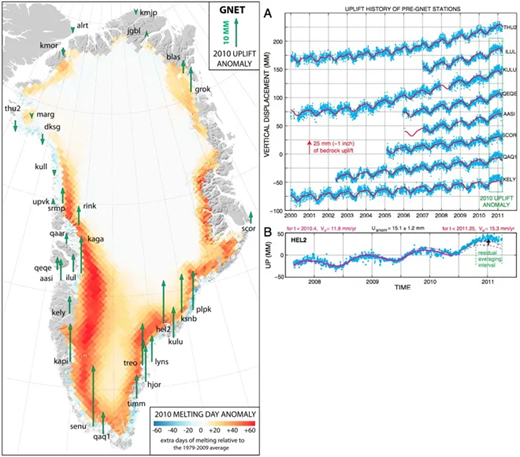 GNET
10 MM
2010 UPLIFT
ANOMALY
alrt
kmjp
jgbl
kmor
blas
grok
thu2
marg
dksg
kull
upvk
srmp
rink
qaar
kaga
scor
qeqe
aasi
ilul
kely
plpk
ksnb
hel2
kulu
kapi
treo
lyns
hjor
timm
senu
qaq1
2010 MELTING DAY ANOMALY
-60 -40 -20 0 +20 +40 +60
extra days of melting relative to
the 1979-2009 average
A
UPLIFT HISTORY OF PRE-GNET STATIONS
VERTICAL DISPLACEMENT (MM)
250
200
150
100
50
0
-50
-100
THU2
ILUL
KULU
QEQE
AASI
SCOR
QAQ1
KELY
25 mm (~1 inch)
of bedrock uplift
2010 UPLIFT
ANOMALY
2000 2001 2002 2003 2004 2005 2006 2007 2008 2009 2010 2011
B
for t < 2010.4, V₀= 11.8 mm/yr
U anom = 15.1 ± 1.2 mm
for t < 2011.25, V₀= 15.3 mm/yr
HEL2
UP (MM)
50
0
-50
residual
averaging
interval
2008 2009 2010 2011
TIME